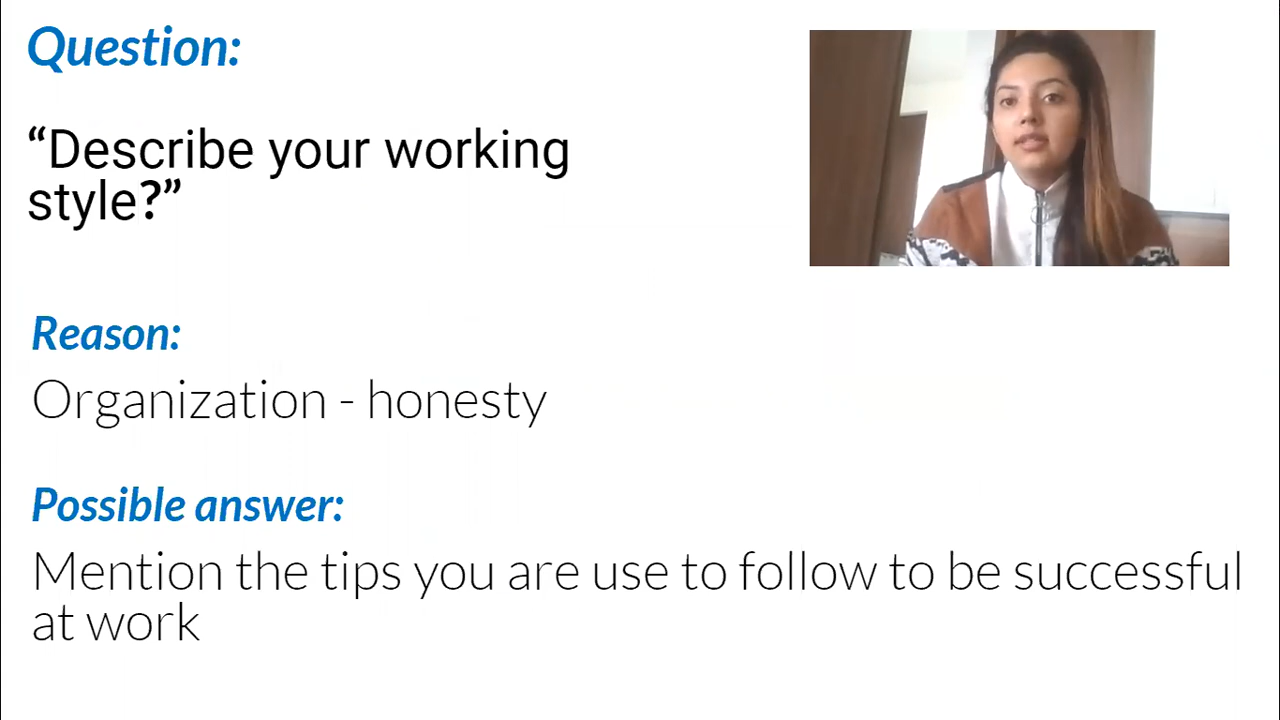 Question:
“Describe your working
style?”
Reason:
Organization - honesty
Possible answer:
Mention the tips you are use to follow to be successful
at work